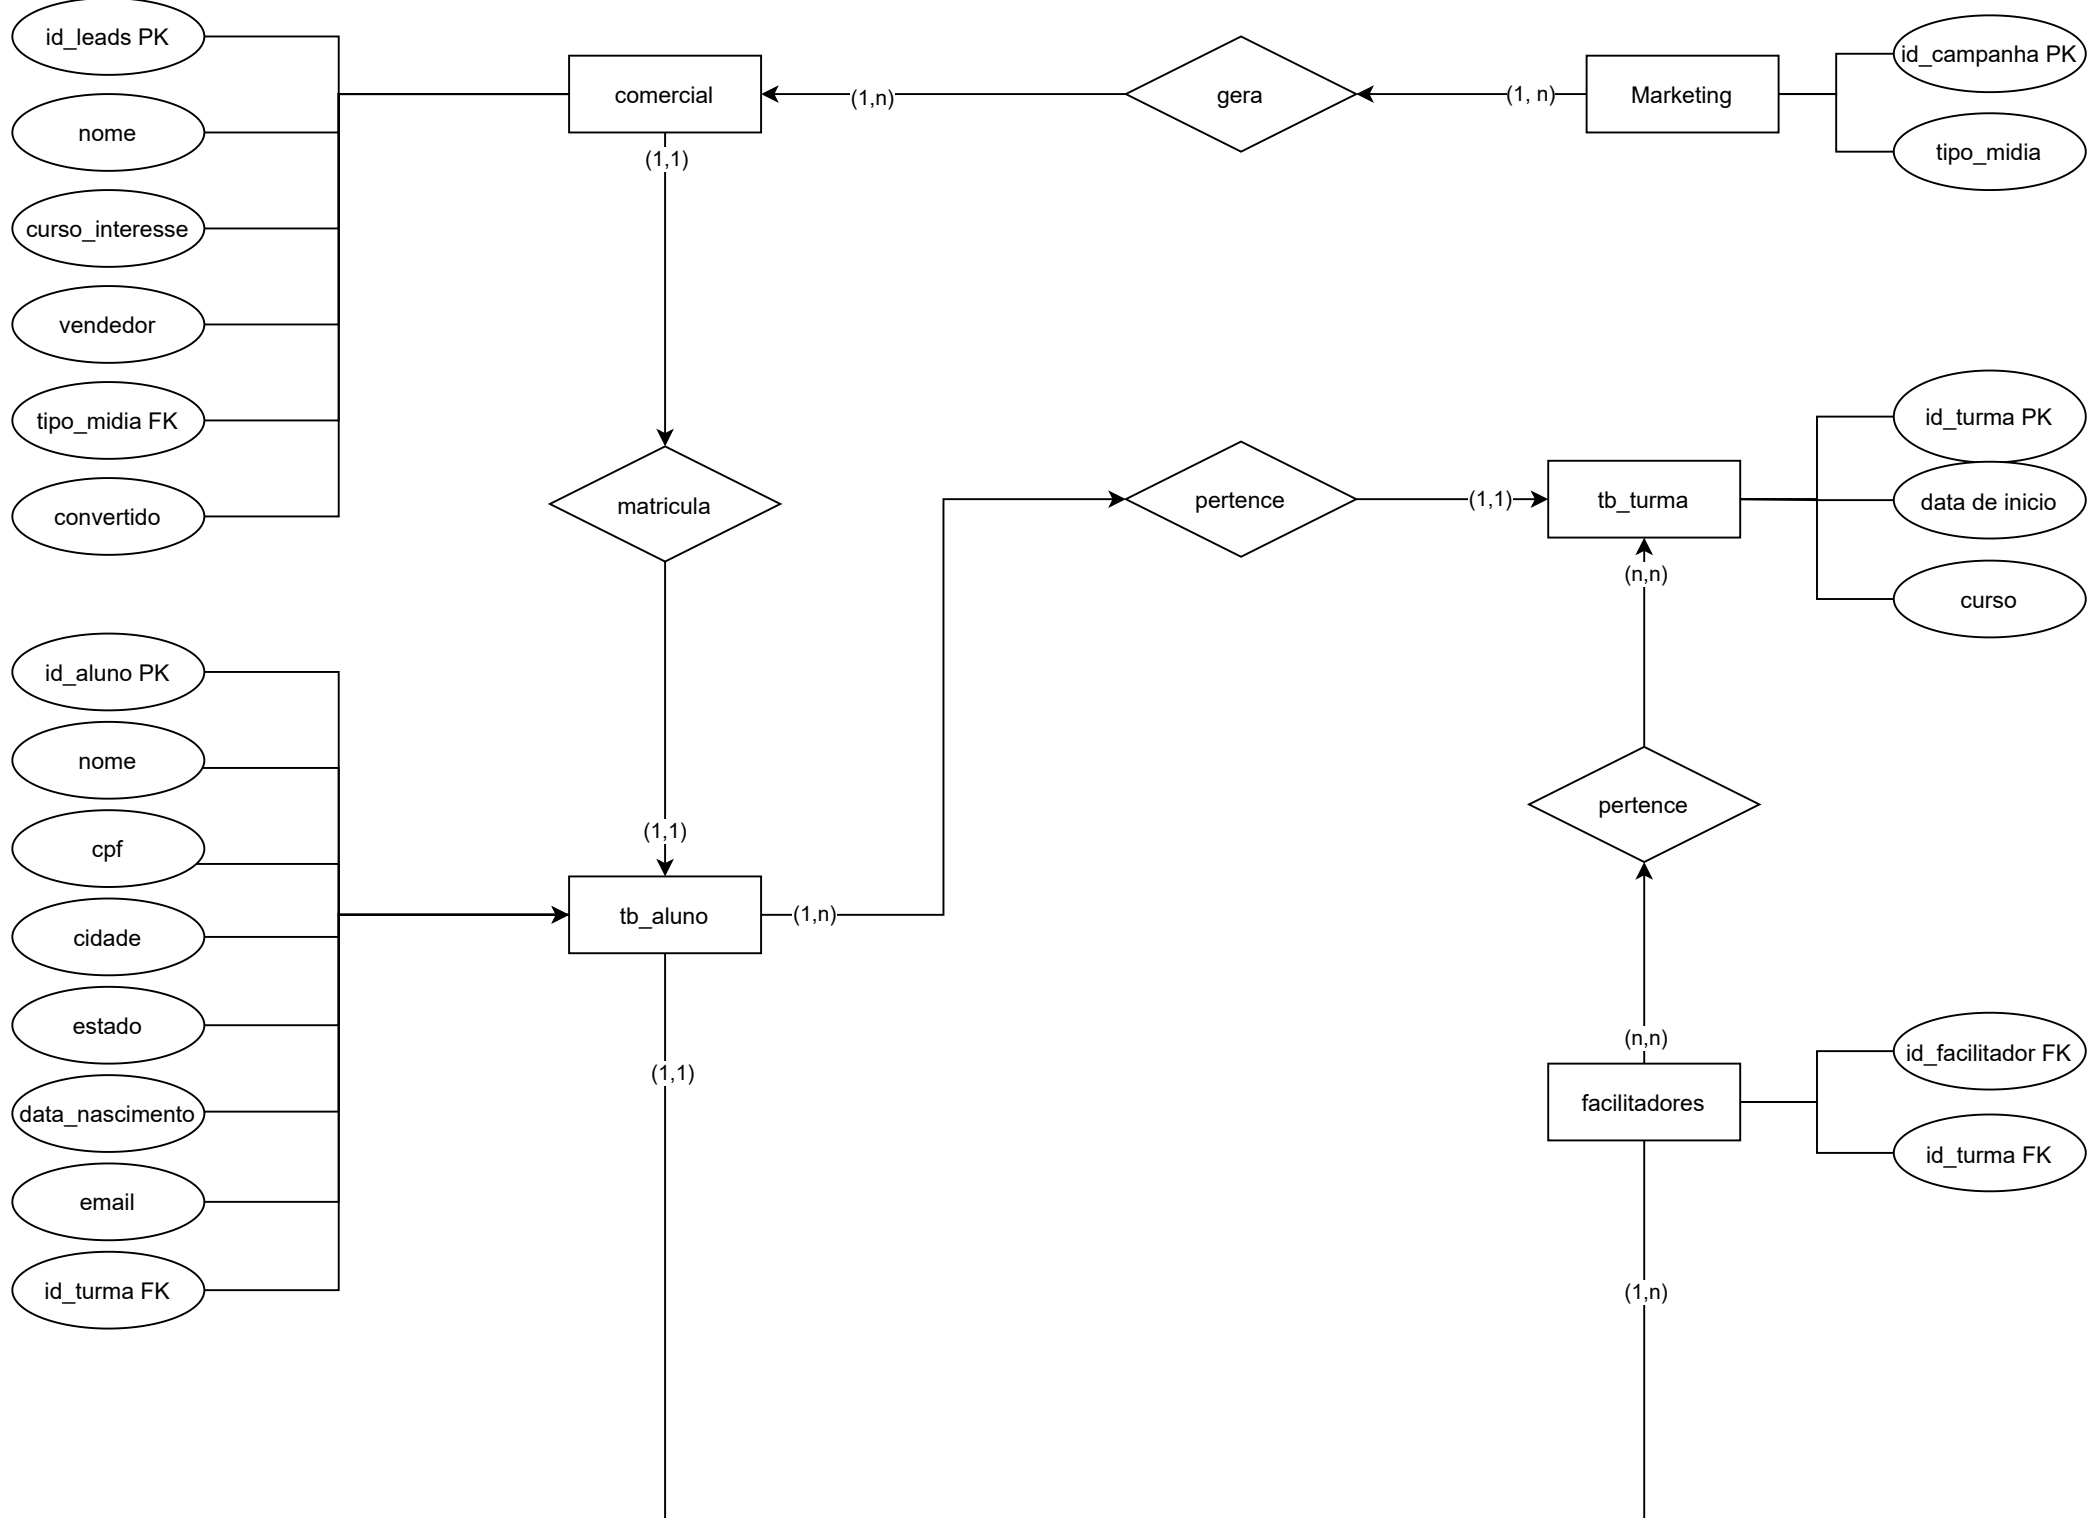 id_leads PK
nome
curso_interesse
vendedor
tipo_midia FK
convertido
comercial
(1,n)
gera
(1, n)
Marketing
id_campanha PK
tipo_midia
(1,1)
matricula
(1,1)
pertence
(1,1)
tb_turma
id_turma PK
data de inicio
curso
(n,n)
pertence
(n,n)
id_aluno PK
nome
cpf
cidade
estado
data_nascimento
email
id_turma FK
tb_aluno
(1,n)
(1,1)
facilitadores
id_facilitador FK
id_turma FK
(1,n)